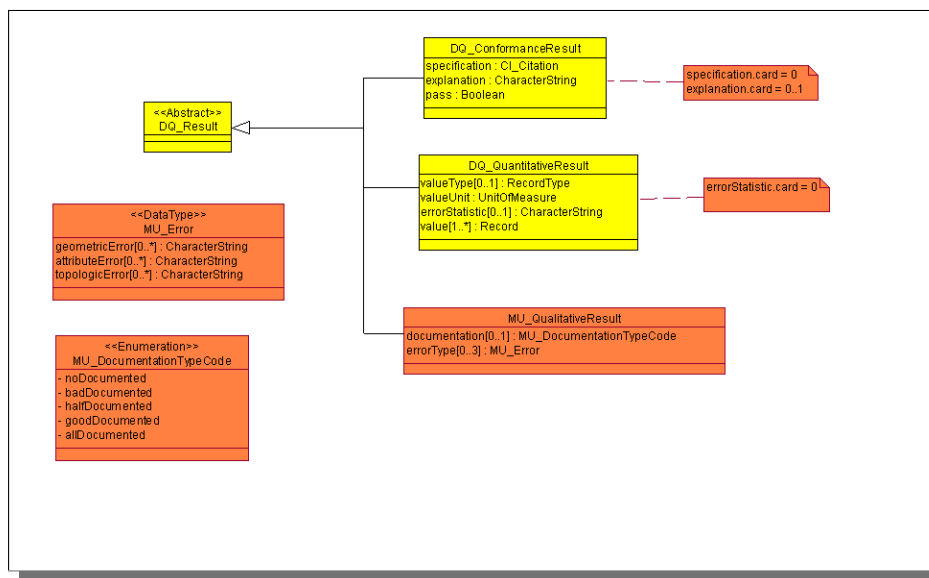 DQ_ConformanceResult
specification : CI_Citation
explanation : CharacterString
pass : Boolean
specification.card = 0
explanation.card = 0..1
<<Abstract>>
DQ_Result
DQ_QuantitativeResult
valueType[0..1] : RecordType
valueUnit : UnitOfMeasure
errorStatistic[0..1] : CharacterString
value[1..*] : Record
errorStatistic.card = 0
<<DataType>>
MU_Error
geometricError[0..*] : CharacterString
attributeError[0..*] : CharacterString
topologicError[0..*] : CharacterString
MU_QualitativeResult
documentation[0..1] : MU_DocumentationTypeCode
errorType[0..3] : MU_Error
<<Enumeration>>
MU_DocumentationTypeCode
- noDocumented
- badDocumented
- halfDocumented
- goodDocumented
- allDocumented